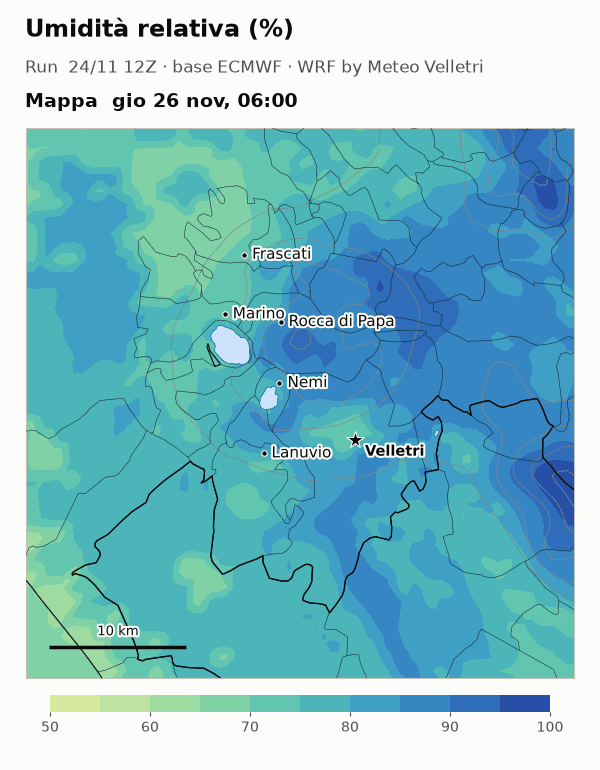 Umidità relativa (%)
Run  24/11 12Z · base ECMWF · WRF by Meteo Velletri
Mappa  gio 26 nov, 06:00
Frascati
Marino
Rocca di Papa
Nemi
Velletri
Lanuvio
10 km
50 60 70 80 90 100